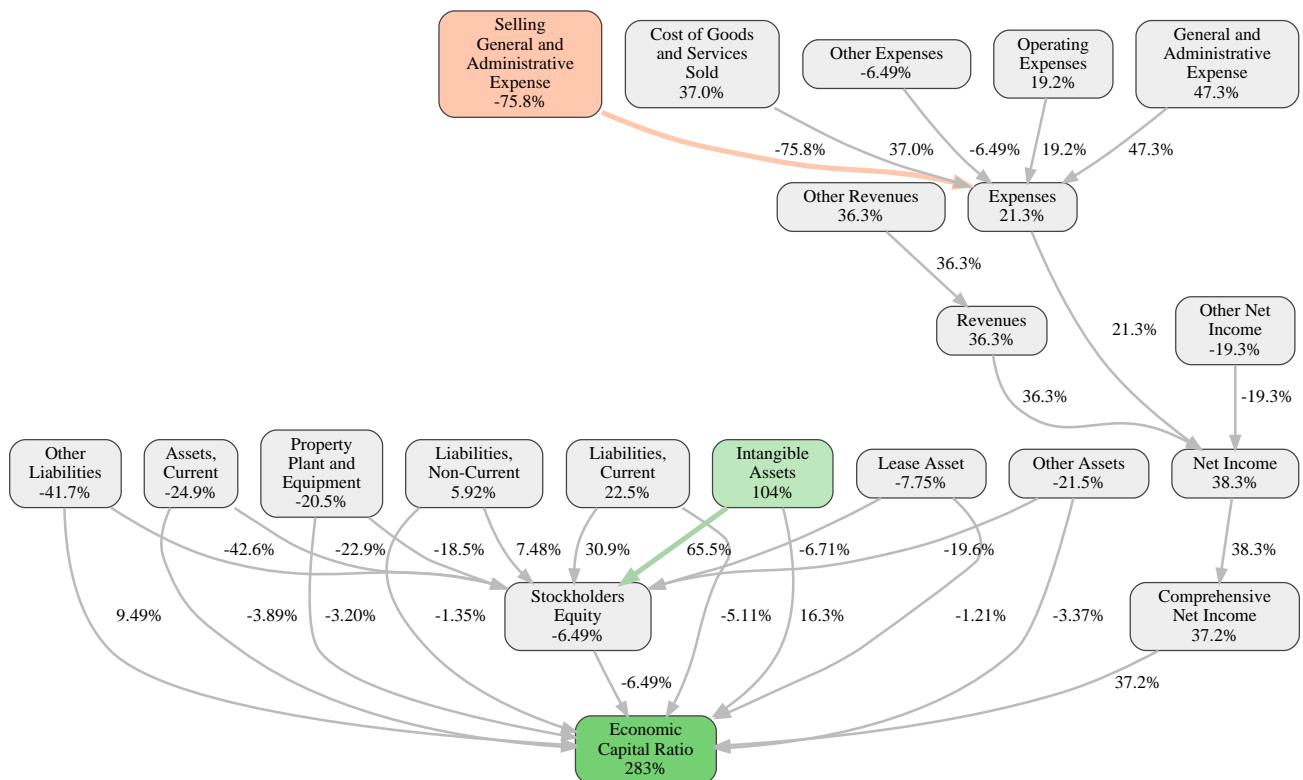 Selling
General and
Administrative
Expense
-75.8%
Cost of Goods
and Services
Sold
37.0%
Other Expenses
-6.49%
Operating
Expenses
19.2%
General and
Administrative
Expense
47.3%
-75.8%
37.0%
-6.49%
19.2%
47.3%
Other Revenues
36.3%
Expenses
21.3%
36.3%
Revenues
36.3%
21.3%
Other Net
Income
-19.3%
36.3%
-19.3%
Other
Liabilities
-41.7%
Assets,
Current
-24.9%
Property
Plant and
Equipment
-20.5%
Liabilities,
Non-Current
5.92%
Liabilities,
Current
22.5%
Intangible
Assets
104%
Lease Asset
-7.75%
Other Assets
-21.5%
Net Income
38.3%
-42.6%
-22.9%
-18.5%
7.48%
30.9%
65.5%
-6.71%
-19.6%
38.3%
Stockholders
Equity
-6.49%
Comprehensive
Net Income
37.2%
9.49%
-3.89%
-3.20%
-1.35%
-5.11%
16.3%
-1.21%
-3.37%
-6.49%
37.2%
Economic
Capital Ratio
283%